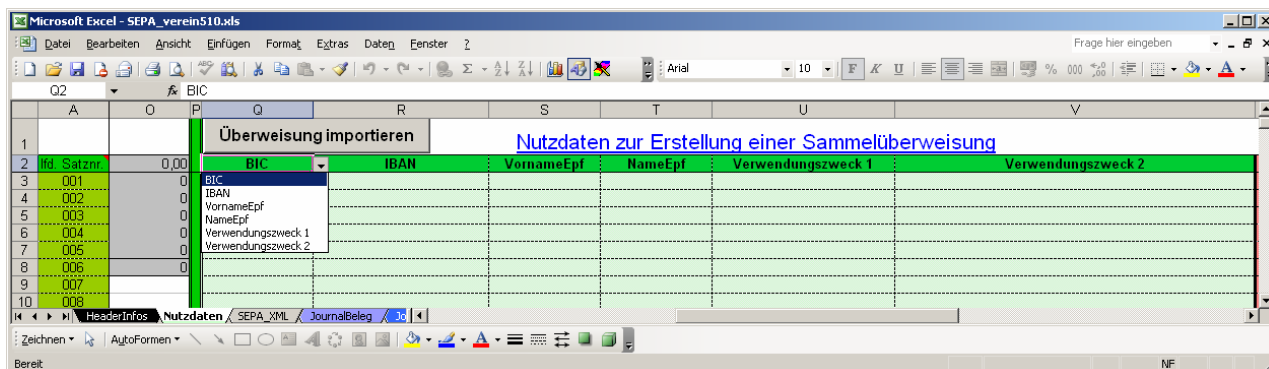 Microsoft Excel - SEPA_verein510.xls
Datei Bearbeiten Ansicht Einfügen Format Extras Daten Fenster ? Frage hier eingeben
Arial 10 F K U % 000
Q2 fx BIC
A O P Q R S T U V
1 Überweisung importieren Nutzdaten zur Erstellung einer Sammelüberweisung
2 lfd. Satznr. 0,00 BIC IBAN VornameEpf NameEpf Verwendungszweck 1 Verwendungszweck 2
3 001 0 BIC
4 002 0 IBAN
VornameEpf
5 003 0 NameEpf
6 004 0 Verwendungszweck 1
7 005 0 Verwendungszweck 2
8 006 0
9 007
10 008
HeaderInfos Nutzdaten SEPA_XML JournalBeleg Jo
Zeichnen AutoFormen
Bereit NF